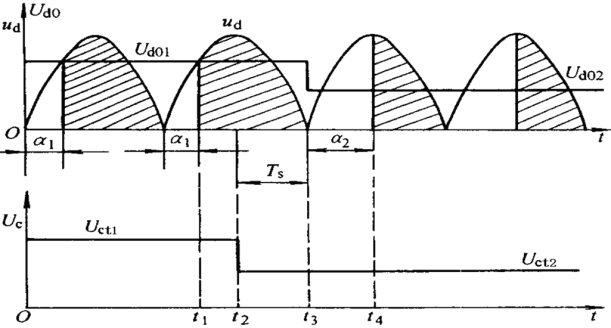 u_d U_d0
u_d
U_d01
U_d02
O t
α_1 α_1 α_2
T_s
U_c
U_ct1
U_ct2
O t_1 t_2 t_3 t_4 t